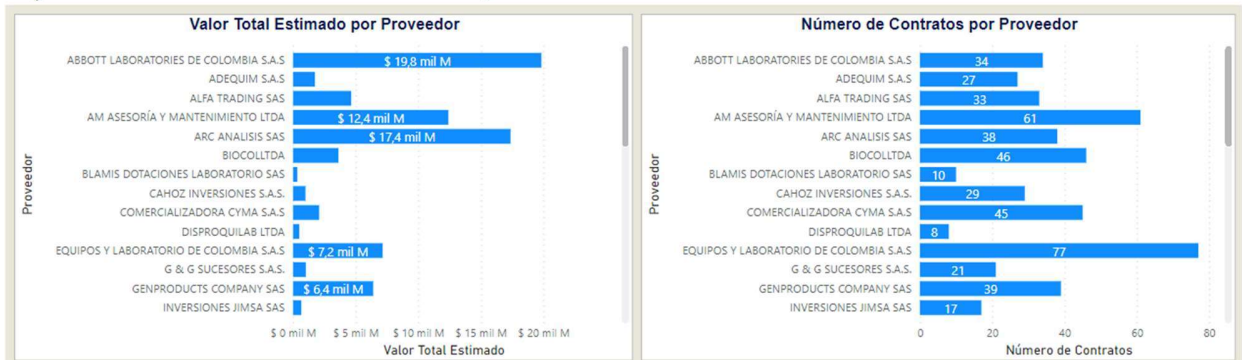 Valor Total Estimado por Proveedor
Proveedor
ABBOTT LABORATORIES DE COLOMBIA S.A.S
$ 19,8 mil M
ADEQUIM S.A.S
ALFA TRADING SAS
AM ASESORÍA Y MANTENIMIENTO LTDA
$ 12,4 mil M
ARC ANALISIS SAS
$ 17,4 mil M
BIOCOLLTDA
BLAMIS DOTACIONES LABORATORIO SAS
CAHOZ INVERSIONES S.A.S.
COMERCIALIZADORA CYMA S.A.S
DISPROQUILAB LTDA
EQUIPOS Y LABORATORIO DE COLOMBIA S.A.S
$ 7,2 mil M
G & G SUCESORES S.A.S.
GENPRODUCTS COMPANY SAS
$ 6,4 mil M
INVERSIONES JIMSA SAS
$ 0 mil M $ 5 mil M $ 10 mil M $ 15 mil M $ 20 mil M
Valor Total Estimado
Número de Contratos por Proveedor
Proveedor
ABBOTT LABORATORIES DE COLOMBIA S.A.S 34
ADEQUIM S.A.S 27
ALFA TRADING SAS 33
AM ASESORÍA Y MANTENIMIENTO LTDA 61
ARC ANALISIS SAS 38
BIOCOLLTDA 46
BLAMIS DOTACIONES LABORATORIO SAS 10
CAHOZ INVERSIONES S.A.S. 29
COMERCIALIZADORA CYMA S.A.S 45
DISPROQUILAB LTDA 8
EQUIPOS Y LABORATORIO DE COLOMBIA S.A.S 77
G & G SUCESORES S.A.S. 21
GENPRODUCTS COMPANY SAS 39
INVERSIONES JIMSA SAS 17
0 20 40 60 80
Número de Contratos